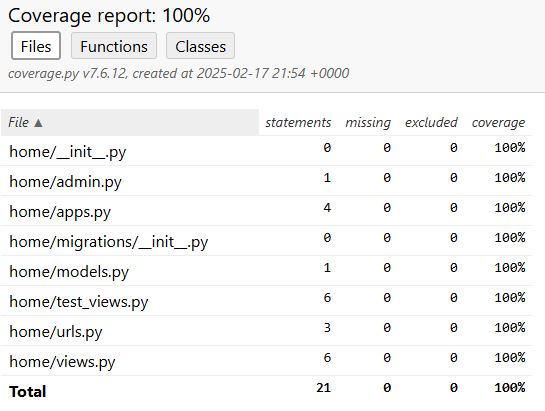 Coverage report: 100%
Files Functions Classes
coverage.py v7.6.12, created at 2025-02-17 21:54 +0000
File ▲ statements missing excluded coverage
home/__init__.py 0 0 0 100%
home/admin.py 1 0 0 100%
home/apps.py 4 0 0 100%
home/migrations/__init__.py 0 0 0 100%
home/models.py 1 0 0 100%
home/test_views.py 6 0 0 100%
home/urls.py 3 0 0 100%
home/views.py 6 0 0 100%
Total 21 0 0 100%